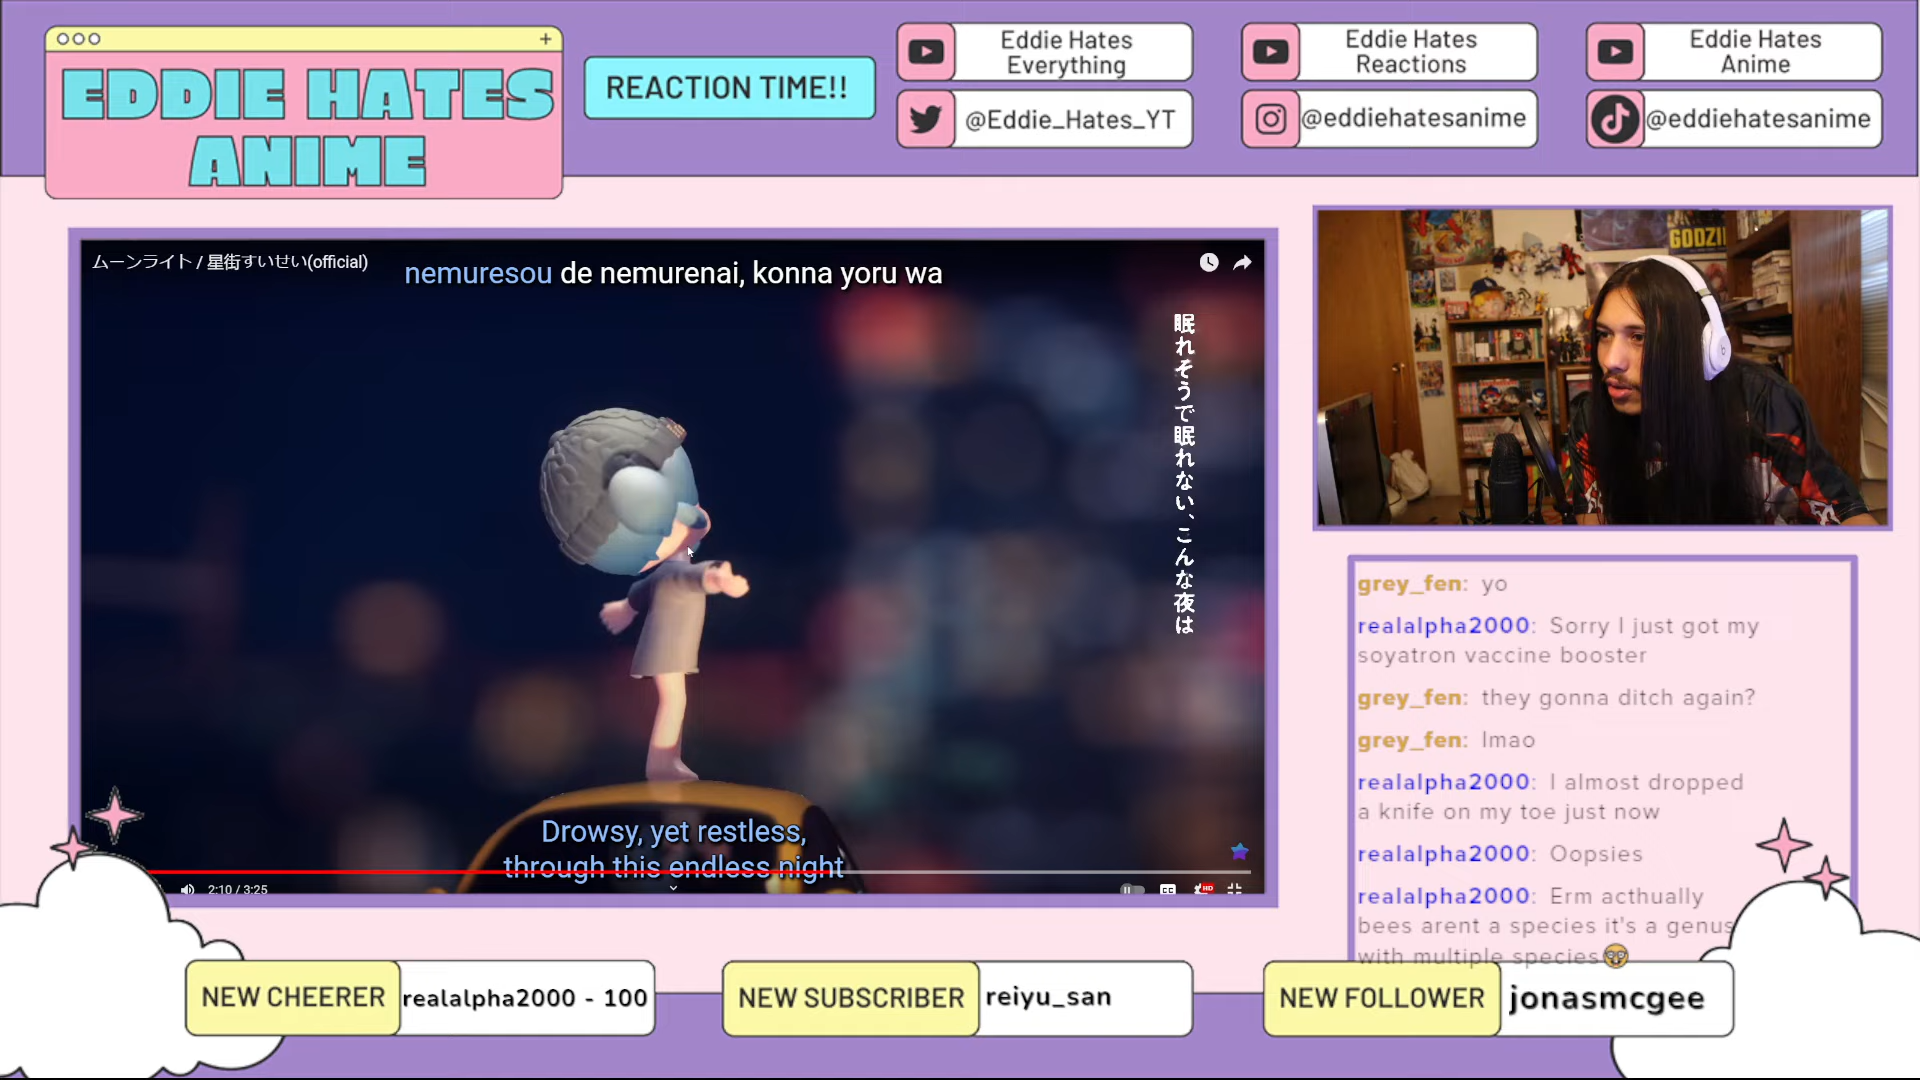 EDDIE HATES
ANIME
REACTION TIME!!
Eddie Hates
Everything
Eddie Hates
Reactions
Eddie Hates
Anime
@Eddie_Hates_YT
@eddiehatesanime
@eddiehatesanime
ムーンライト / 星街すいせい(official)
nemuresou de nemurenai, konna yoru wa
眠れそうで眠れない、こんな夜は
Drowsy, yet restless,
through this endless night
2:10 / 3:25
CC
HD
GODZI
grey_fen: yo
realalpha2000: Sorry I just got my
soyatron vaccine booster
grey_fen: they gonna ditch again?
grey_fen: lmao
realalpha2000: I almost dropped
a knife on my toe just now
realalpha2000: Oopsies
realalpha2000: Erm acthually
bees arent a species it's a genus
with multiple species🤓
NEW CHEERER
realalpha2000 - 100
NEW SUBSCRIBER
reiyu_san
NEW FOLLOWER
jonasmcgee